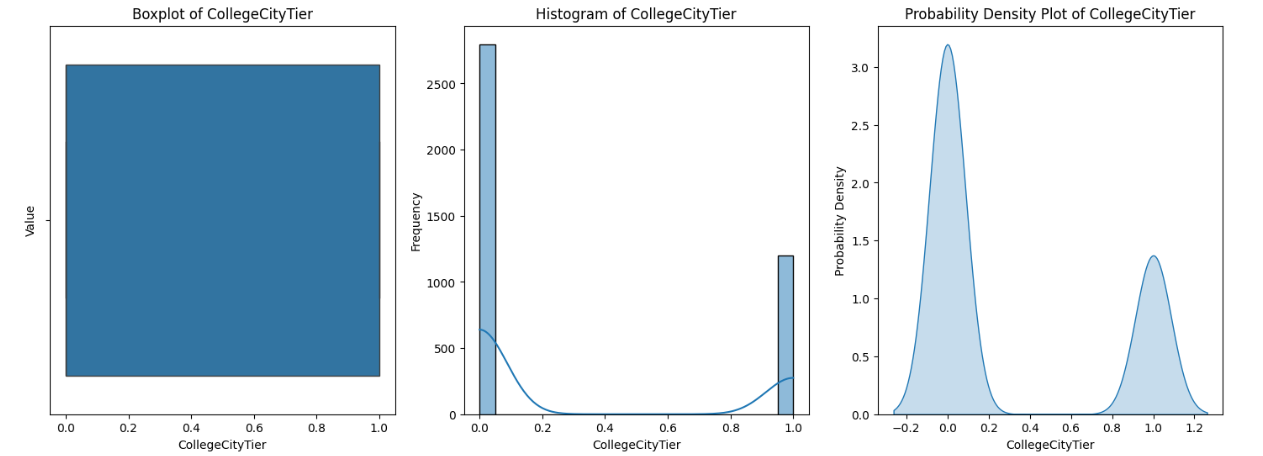 Boxplot of CollegeCityTier
Value
0.0 0.2 0.4 0.6 0.8 1.0
CollegeCityTier
Histogram of CollegeCityTier
Frequency
2500
2000
1500
1000
500
0
0.0 0.2 0.4 0.6 0.8 1.0
CollegeCityTier
Probability Density Plot of CollegeCityTier
Probability Density
3.0
2.5
2.0
1.5
1.0
0.5
0.0
−0.2 0.0 0.2 0.4 0.6 0.8 1.0 1.2
CollegeCityTier